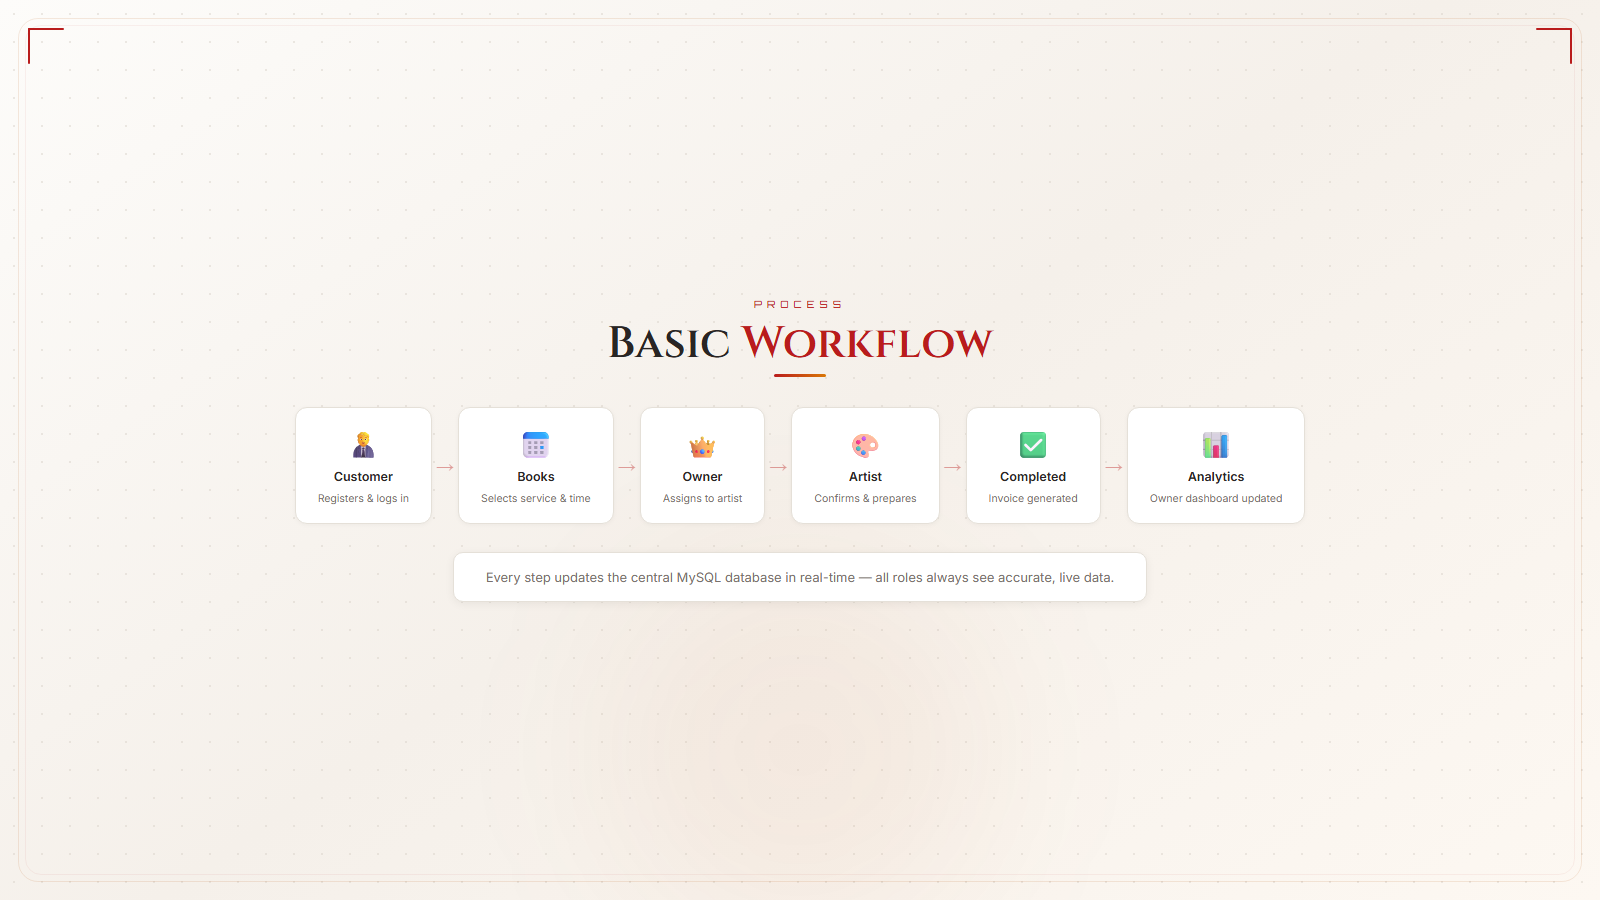 PROCESS
Basic Workflow
Customer
Registers & logs in
→
Books
Selects service & time
→
Owner
Assigns to artist
→
Artist
Confirms & prepares
→
Completed
Invoice generated
→
Analytics
Owner dashboard updated
Every step updates the central MySQL database in real-time — all roles always see accurate, live data.